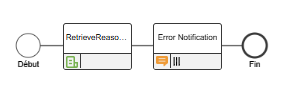 RetrieveReaso...
Error Notification
Début
Fin